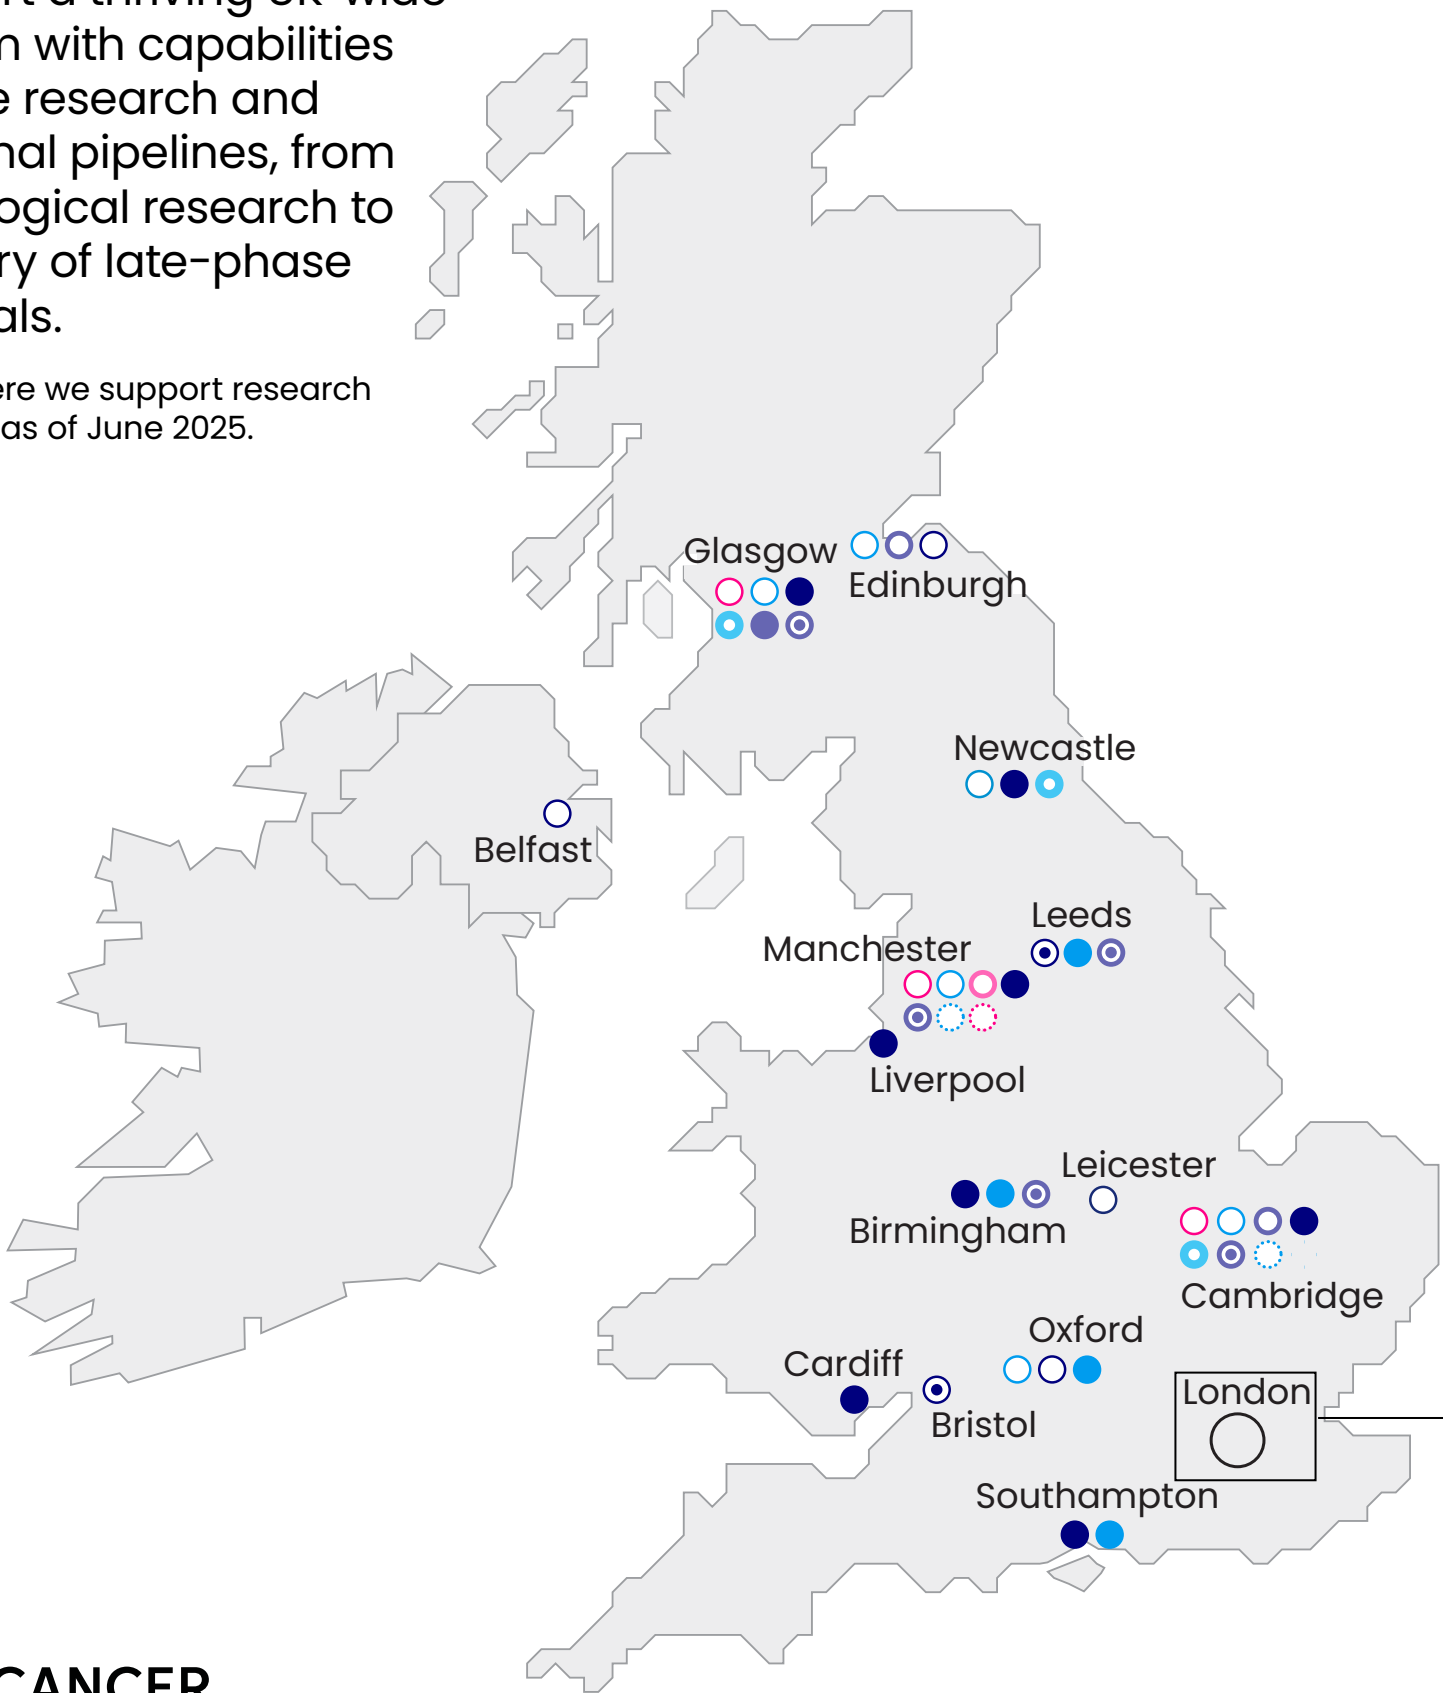 m with capabilities
e research and
nal pipelines, from
ogical research to
ry of late-phase
als.
ere we support research
as of June 2025.
Glasgow
Edinburgh
Newcastle
Belfast
Leeds
Manchester
Liverpool
Leicester
Birmingham
Cambridge
Oxford
Cardiff
London
Bristol
Southampton
CANCER